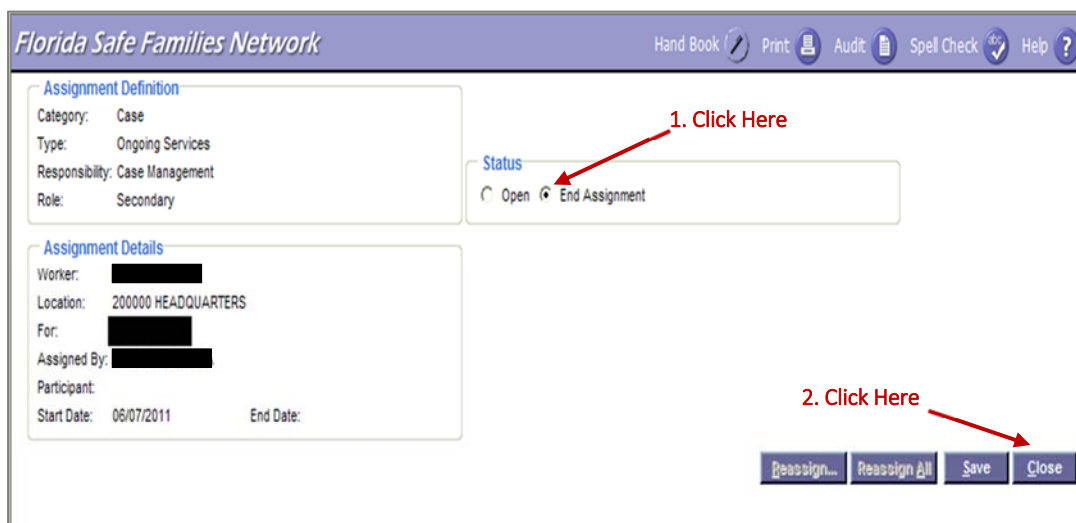 Florida Safe Families Network
Hand Book Print Audit abc Spell Check Help ?
Assignment Definition
Category: Case
Type: Ongoing Services
Responsibility: Case Management
Role: Secondary
1. Click Here
Status
Open End Assignment
Assignment Details
Worker:
Location: 200000 HEADQUARTERS
For:
Assigned By:
Participant:
Start Date: 06/07/2011 End Date:
2. Click Here
Reassign... Reassign All Save Close